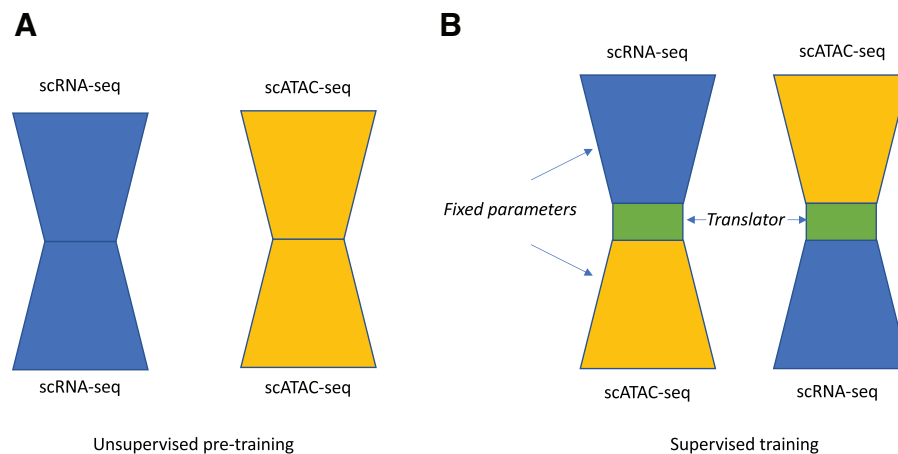 A
scRNA-seq
scATAC-seq
scRNA-seq
scATAC-seq
Unsupervised pre-training
B
scRNA-seq
scATAC-seq
Fixed parameters
Translator
scATAC-seq
scRNA-seq
Supervised training